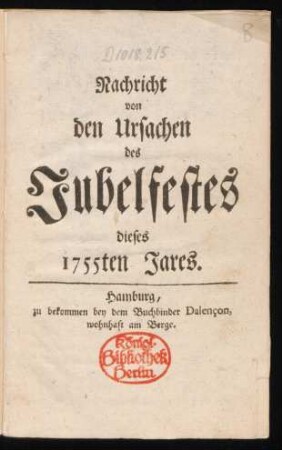 D1018,215
8
Nachricht
von
den Ursachen
des
Jubelfestes
dieses
1755ten Jares.
Hamburg,
zu bekommen bey dem Buchbinder Dalençon,
wohnhaft am Berge.
Königl.
Bibliothek
Berlin.